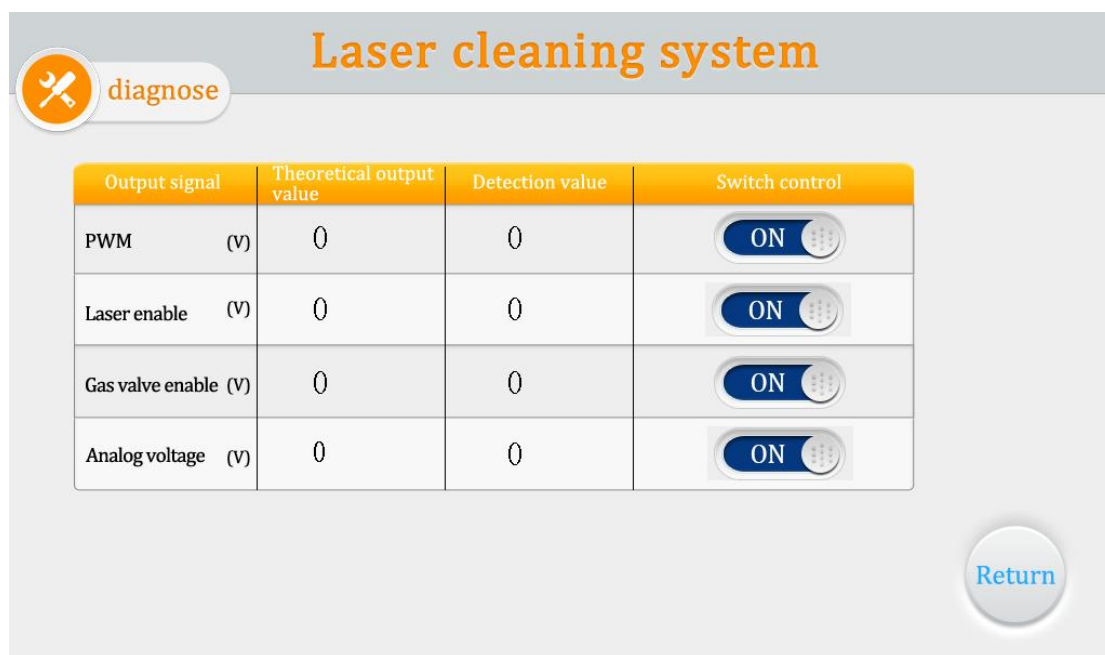 Laser cleaning system
diagnose
Output signal
Theoretical output
value
Detection value
Switch control
PWM (V) 0 0 ON
Laser enable (V) 0 0 ON
Gas valve enable (V) 0 0 ON
Analog voltage (V) 0 0 ON
Return